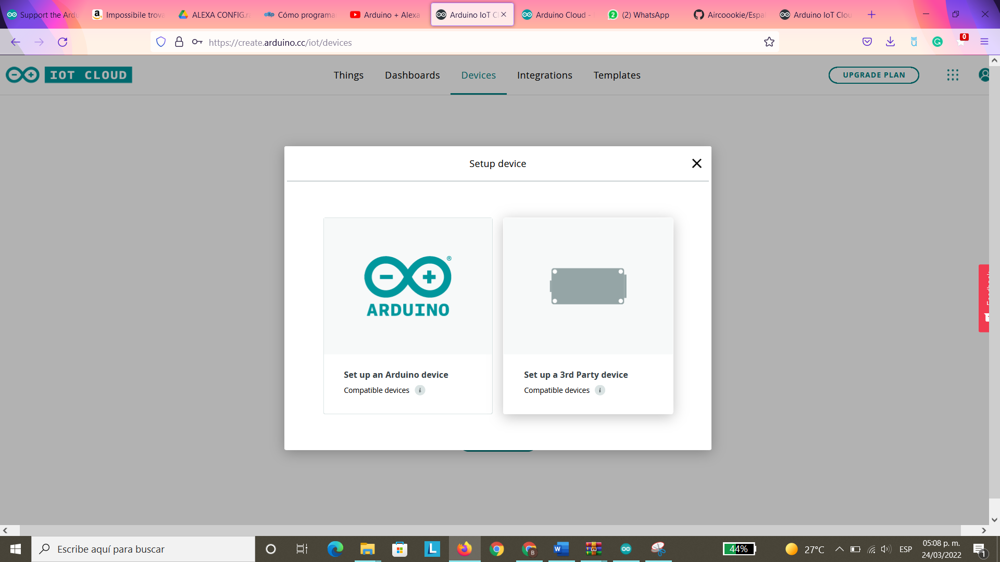 Support the Ardu
Impossibile trova
ALEXA CONFIG.ra
Cómo programa
Arduino + Alexa
Arduino IoT Cl
Arduino Cloud -
(2) WhatsApp
Aircoookie/Espa
Arduino IoT Clou
https://create.arduino.cc/iot/devices
0
IOT CLOUD
Things
Dashboards
Devices
Integrations
Templates
UPGRADE PLAN
Setup device
ARDUINO
Set up an Arduino device
Compatible devices
Set up a 3rd Party device
Compatible devices
Escribe aquí para buscar
44%
27°C
ESP
05:08 p. m.
24/03/2022
1